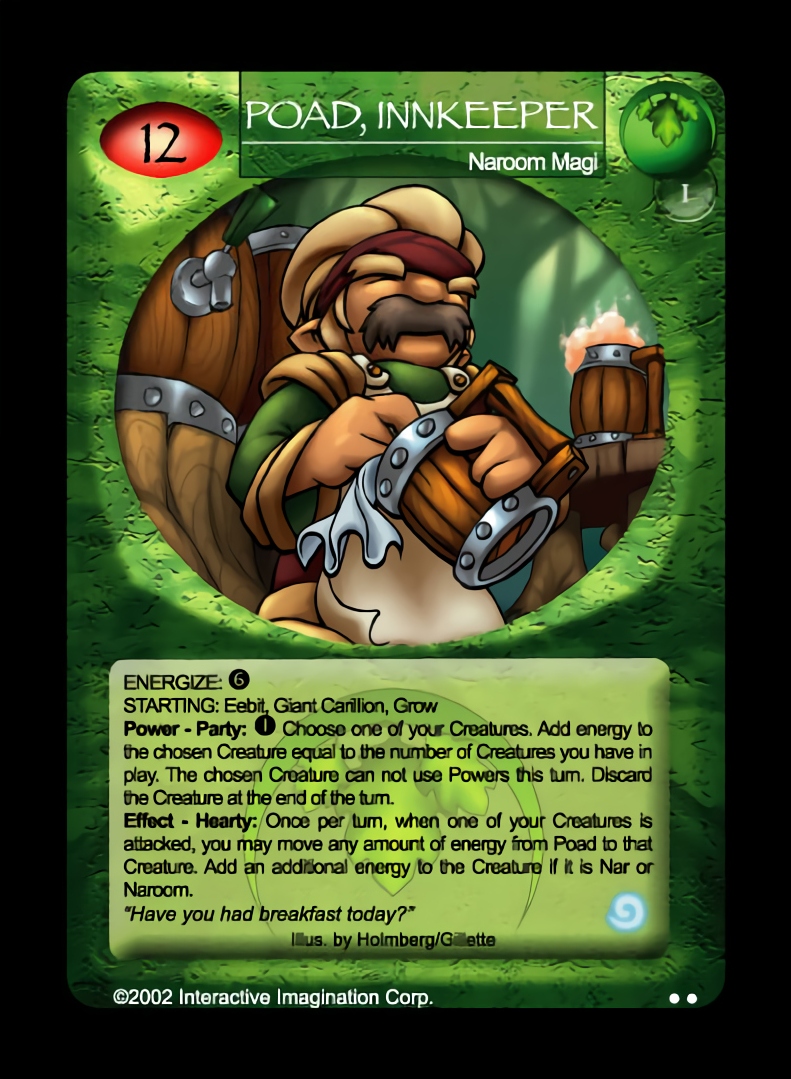 12
POAD, INNKEEPER
Naroom Magi
1
ENERGIZE: 6
STARTING: Eebit, Giant Carillion, Grow
Power - Party: 1 Choose one of your Creatures. Add energy to
the chosen Creature equal to the number of Creatures you have in
play. The chosen Creature can not use Powers this turn. Discard
the Creature at the end of the turn.
Effect - Hearty: Once per turn, when one of your Creatures is
attacked, you may move any amount of energy from Poad to that
Creature. Add an additional energy to the Creature if it is Nar or
Naroom.
"Have you had breakfast today?"
Illus. by Holmberg/Gillette
©2002 Interactive Imagination Corp.